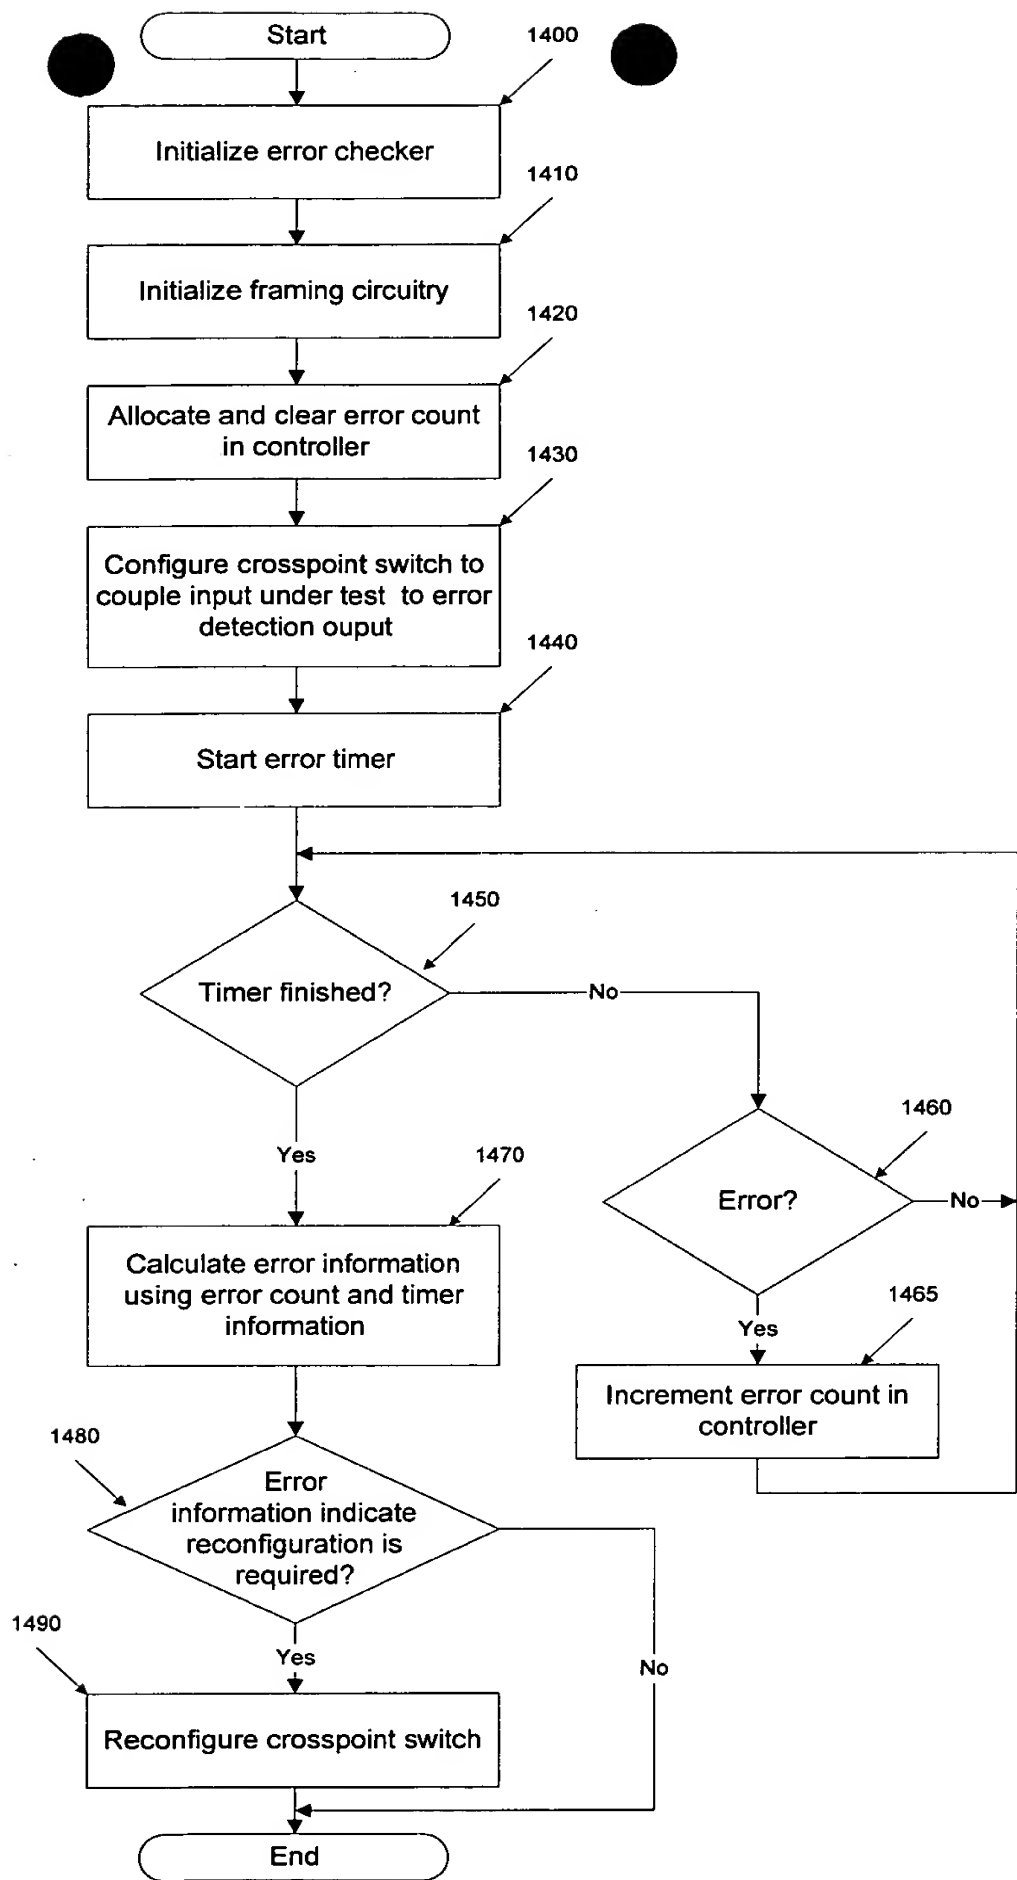 Start
1400
Initialize error checker
1410
Initialize framing circuitry
1420
Allocate and clear error count
in controller
1430
Configure crosspoint switch to
couple input under test to error
detection ouput
1440
Start error timer
1450
Timer finished?
No
1460
Yes
1470
Error?
No
Calculate error information
using error count and timer
information
1465
Yes
Increment error count in
controller
1480
Error
information indicate
reconfiguration is
required?
1490
Yes
No
Reconfigure crosspoint switch
End